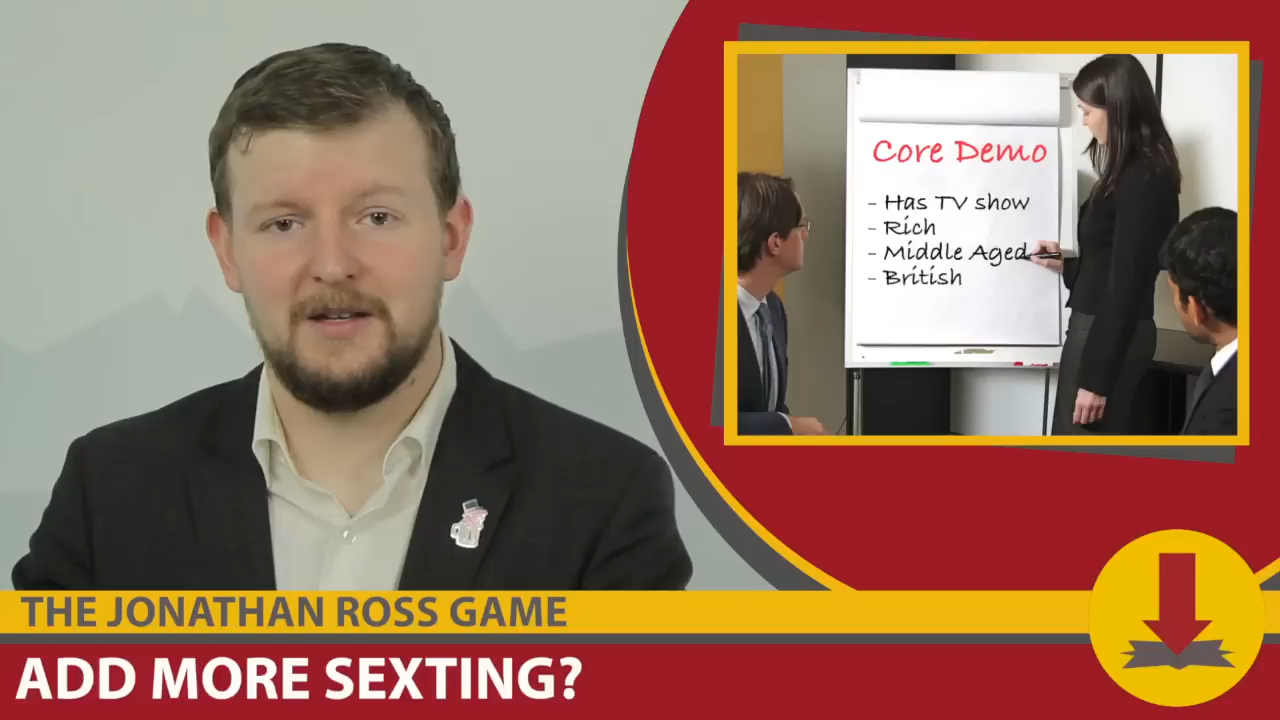 Core Demo
- Has TV show
- Rich
- Middle Aged
- British
THE JONATHAN ROSS GAME
ADD MORE SEXTING?